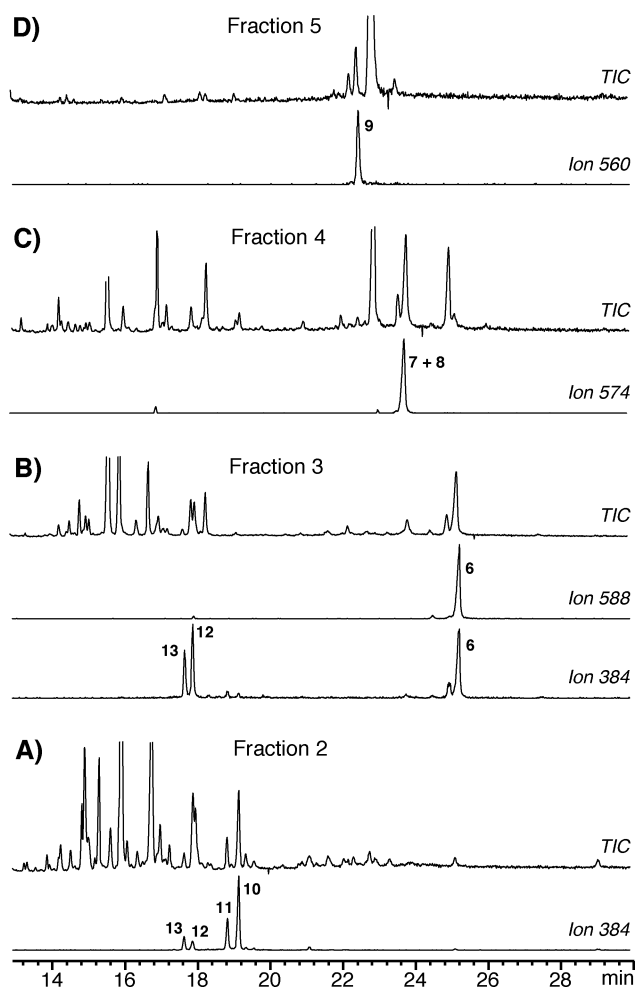 D) Fraction 5
TIC
9
Ion 560
C) Fraction 4
TIC
7 + 8
Ion 574
B) Fraction 3
TIC
6
Ion 588
13 12
6
Ion 384
A) Fraction 2
TIC
13 12 11 10
Ion 384
14 16 18 20 22 24 26 28 min